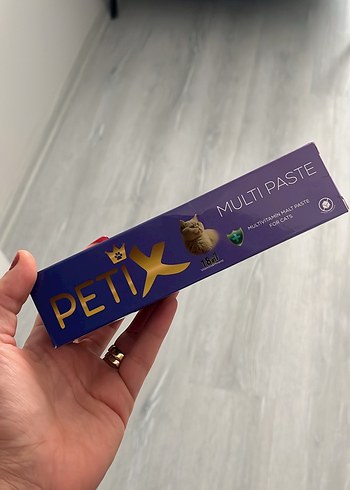 PETIX
MULTI PASTE
MULTIVITAMIN MALT PASTE
FOR CATS